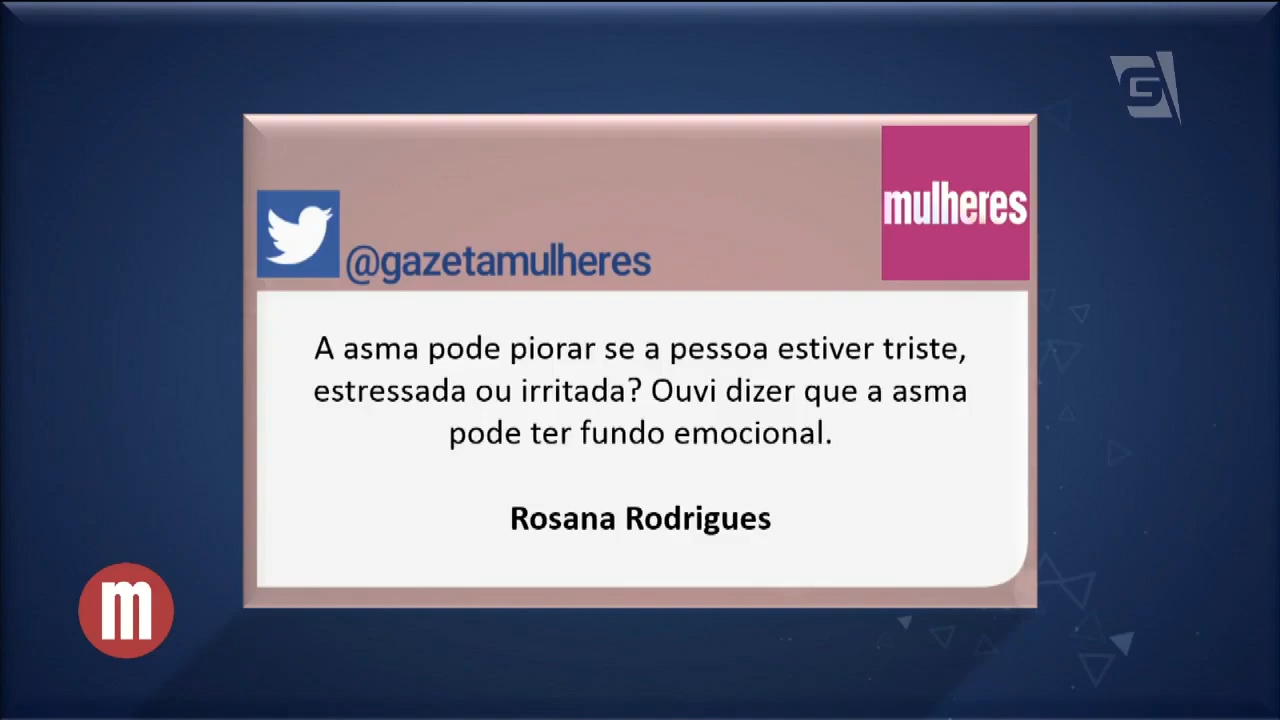 mulheres
@gazetamulheres
A asma pode piorar se a pessoa estiver triste,
estressada ou irritada? Ouvi dizer que a asma
pode ter fundo emocional.
Rosana Rodrigues
m
G